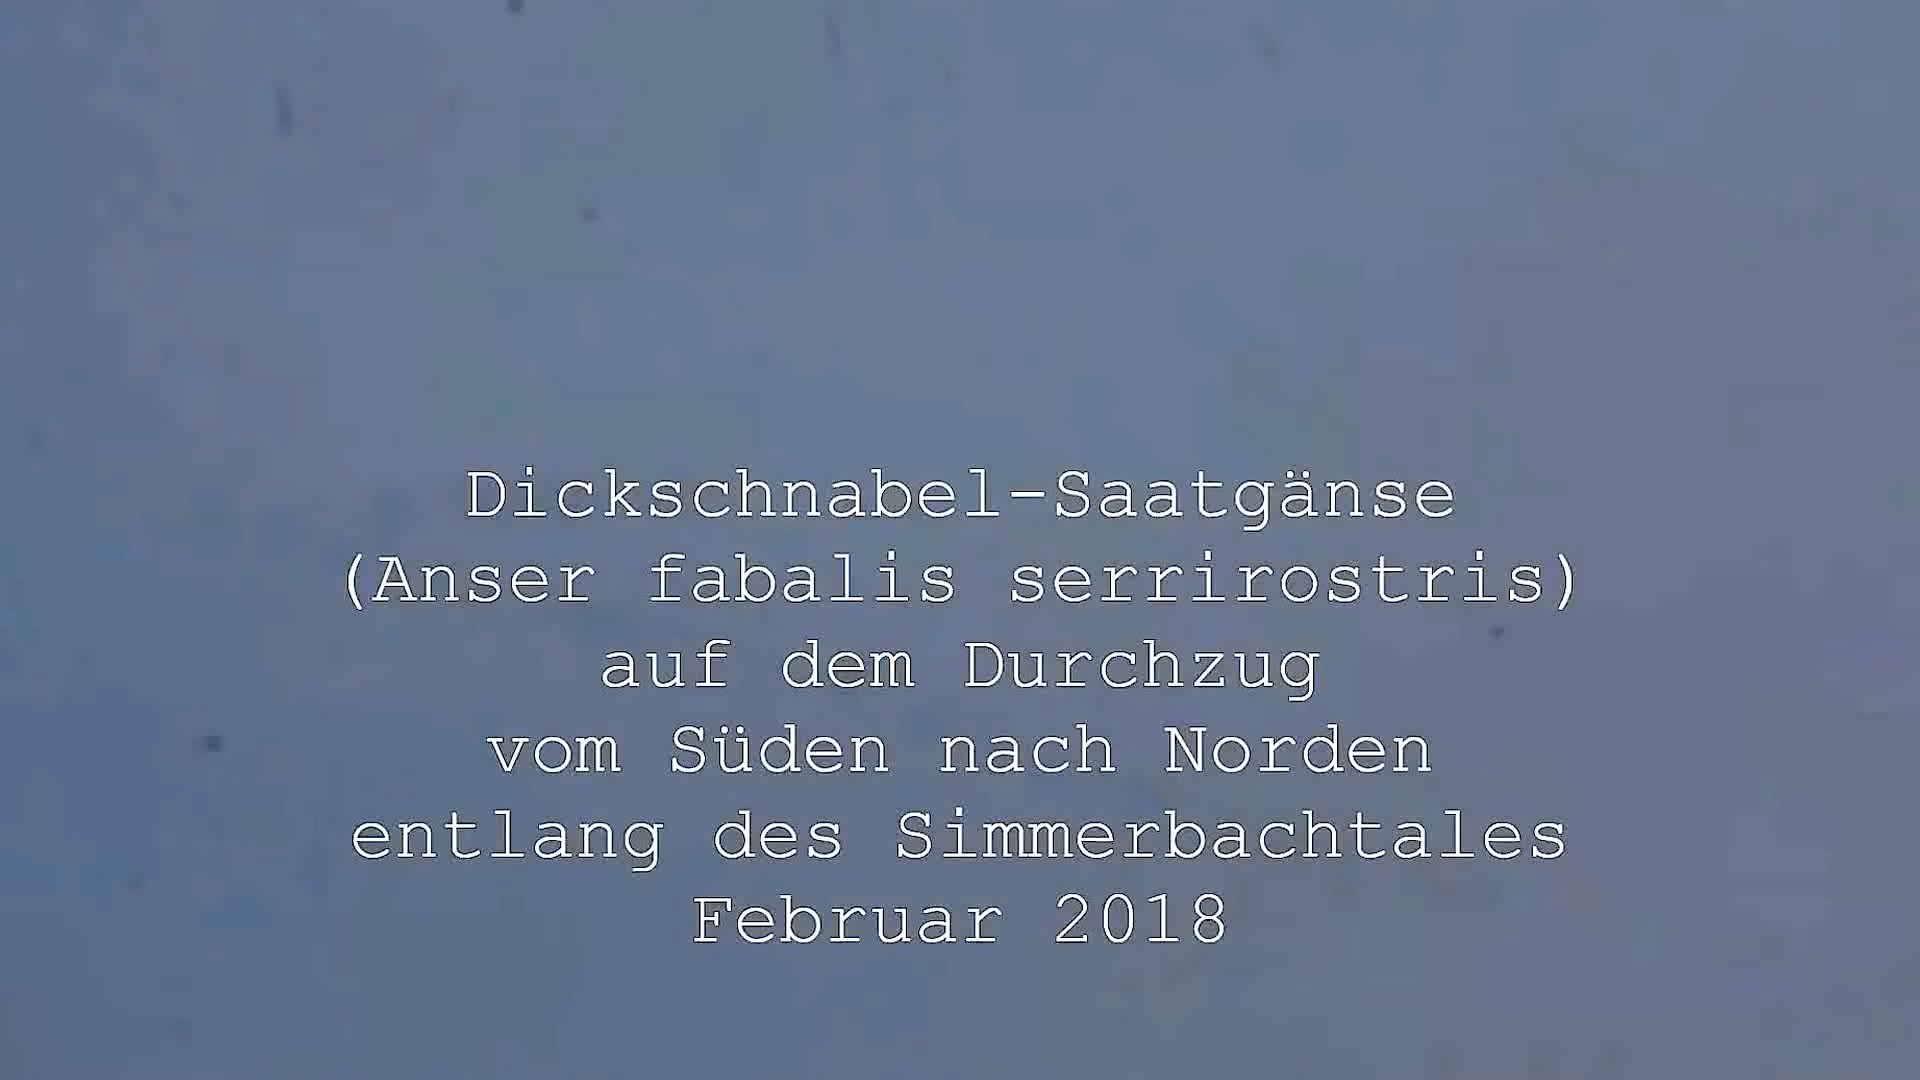 Dickschnabel-Saatgänse
(Anser fabalis serrirostris)
auf dem Durchzug
vom Süden nach Norden
entlang des Simmerbachtales
Februar 2018